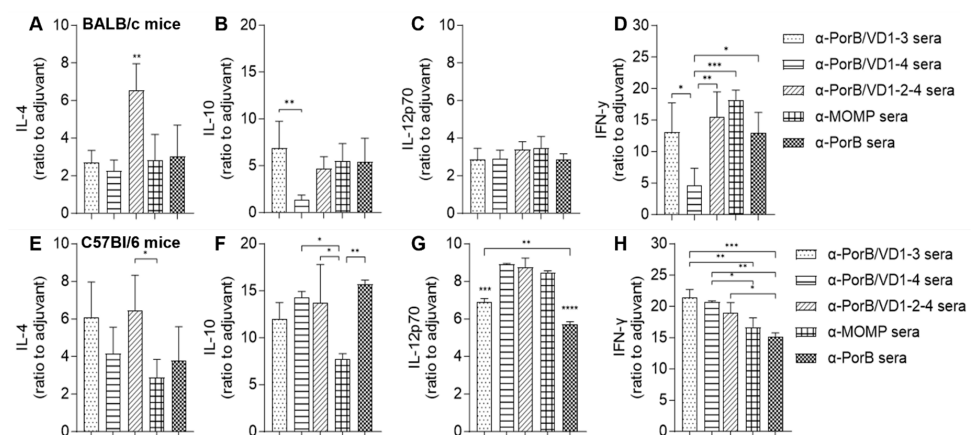 A BALB/c mice
IL-4
(ratio to adjuvant)
10
8
6
4
2
0
**
B
IL-10
(ratio to adjuvant)
20
15
10
5
0
**
C
IL-12p70
(ratio to adjuvant)
10
8
6
4
2
0
D
IFN-γ
(ratio to adjuvant)
30
25
20
15
10
5
0
*
***
*
**
α-PorB/VD1-3 sera
α-PorB/VD1-4 sera
α-PorB/VD1-2-4 sera
α-MOMP sera
α-PorB sera
E C57Bl/6 mice
IL-4
(ratio to adjuvant)
10
8
6
4
2
0
*
F
IL-10
(ratio to adjuvant)
20
15
10
5
0
*
*
**
G
IL-12p70
(ratio to adjuvant)
10
8
6
4
2
0
**
***
****
H
IFN-γ
(ratio to adjuvant)
30
25
20
15
10
5
0
***
**
**
*
*
α-PorB/VD1-3 sera
α-PorB/VD1-4 sera
α-PorB/VD1-2-4 sera
α-MOMP sera
α-PorB sera